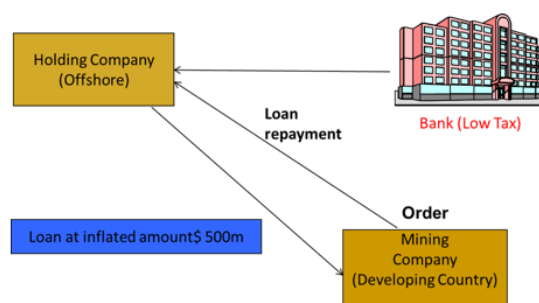 Holding Company
(Offshore)
Bank (Low Tax)
Loan
repayment
Order
Loan at inflated amount$ 500m
Mining
Company
(Developing Country)